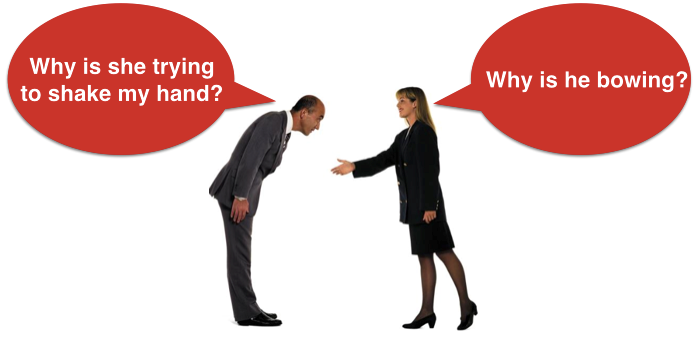 Why is she trying
to shake my hand?
Why is he bowing?